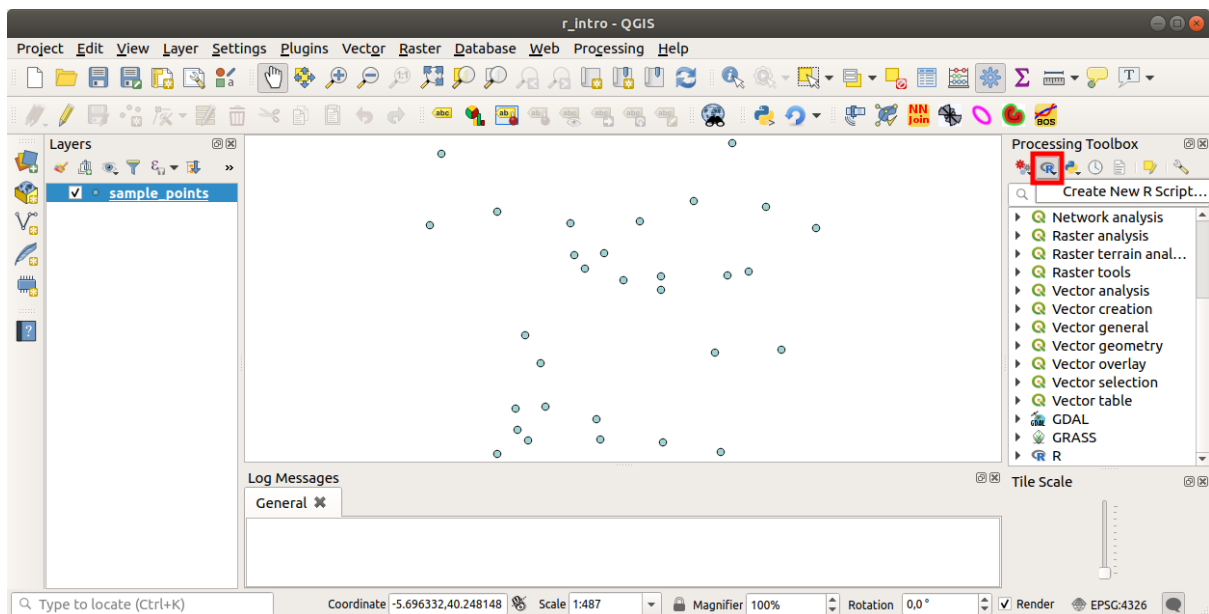 r_intro - QGIS
Project Edit View Layer Settings Plugins Vector Raster Database Web Processing Help
Layers
sample_points
Processing Toolbox
Create New R Script...
Network analysis
Raster analysis
Raster terrain anal...
Raster tools
Vector analysis
Vector creation
Vector general
Vector geometry
Vector overlay
Vector selection
Vector table
GDAL
GRASS
R
Log Messages
General
Tile Scale
Type to locate (Ctrl+K) Coordinate -5.696332,40.248148 Scale 1:487 Magnifier 100% Rotation 0,0 ° Render EPSG:4326